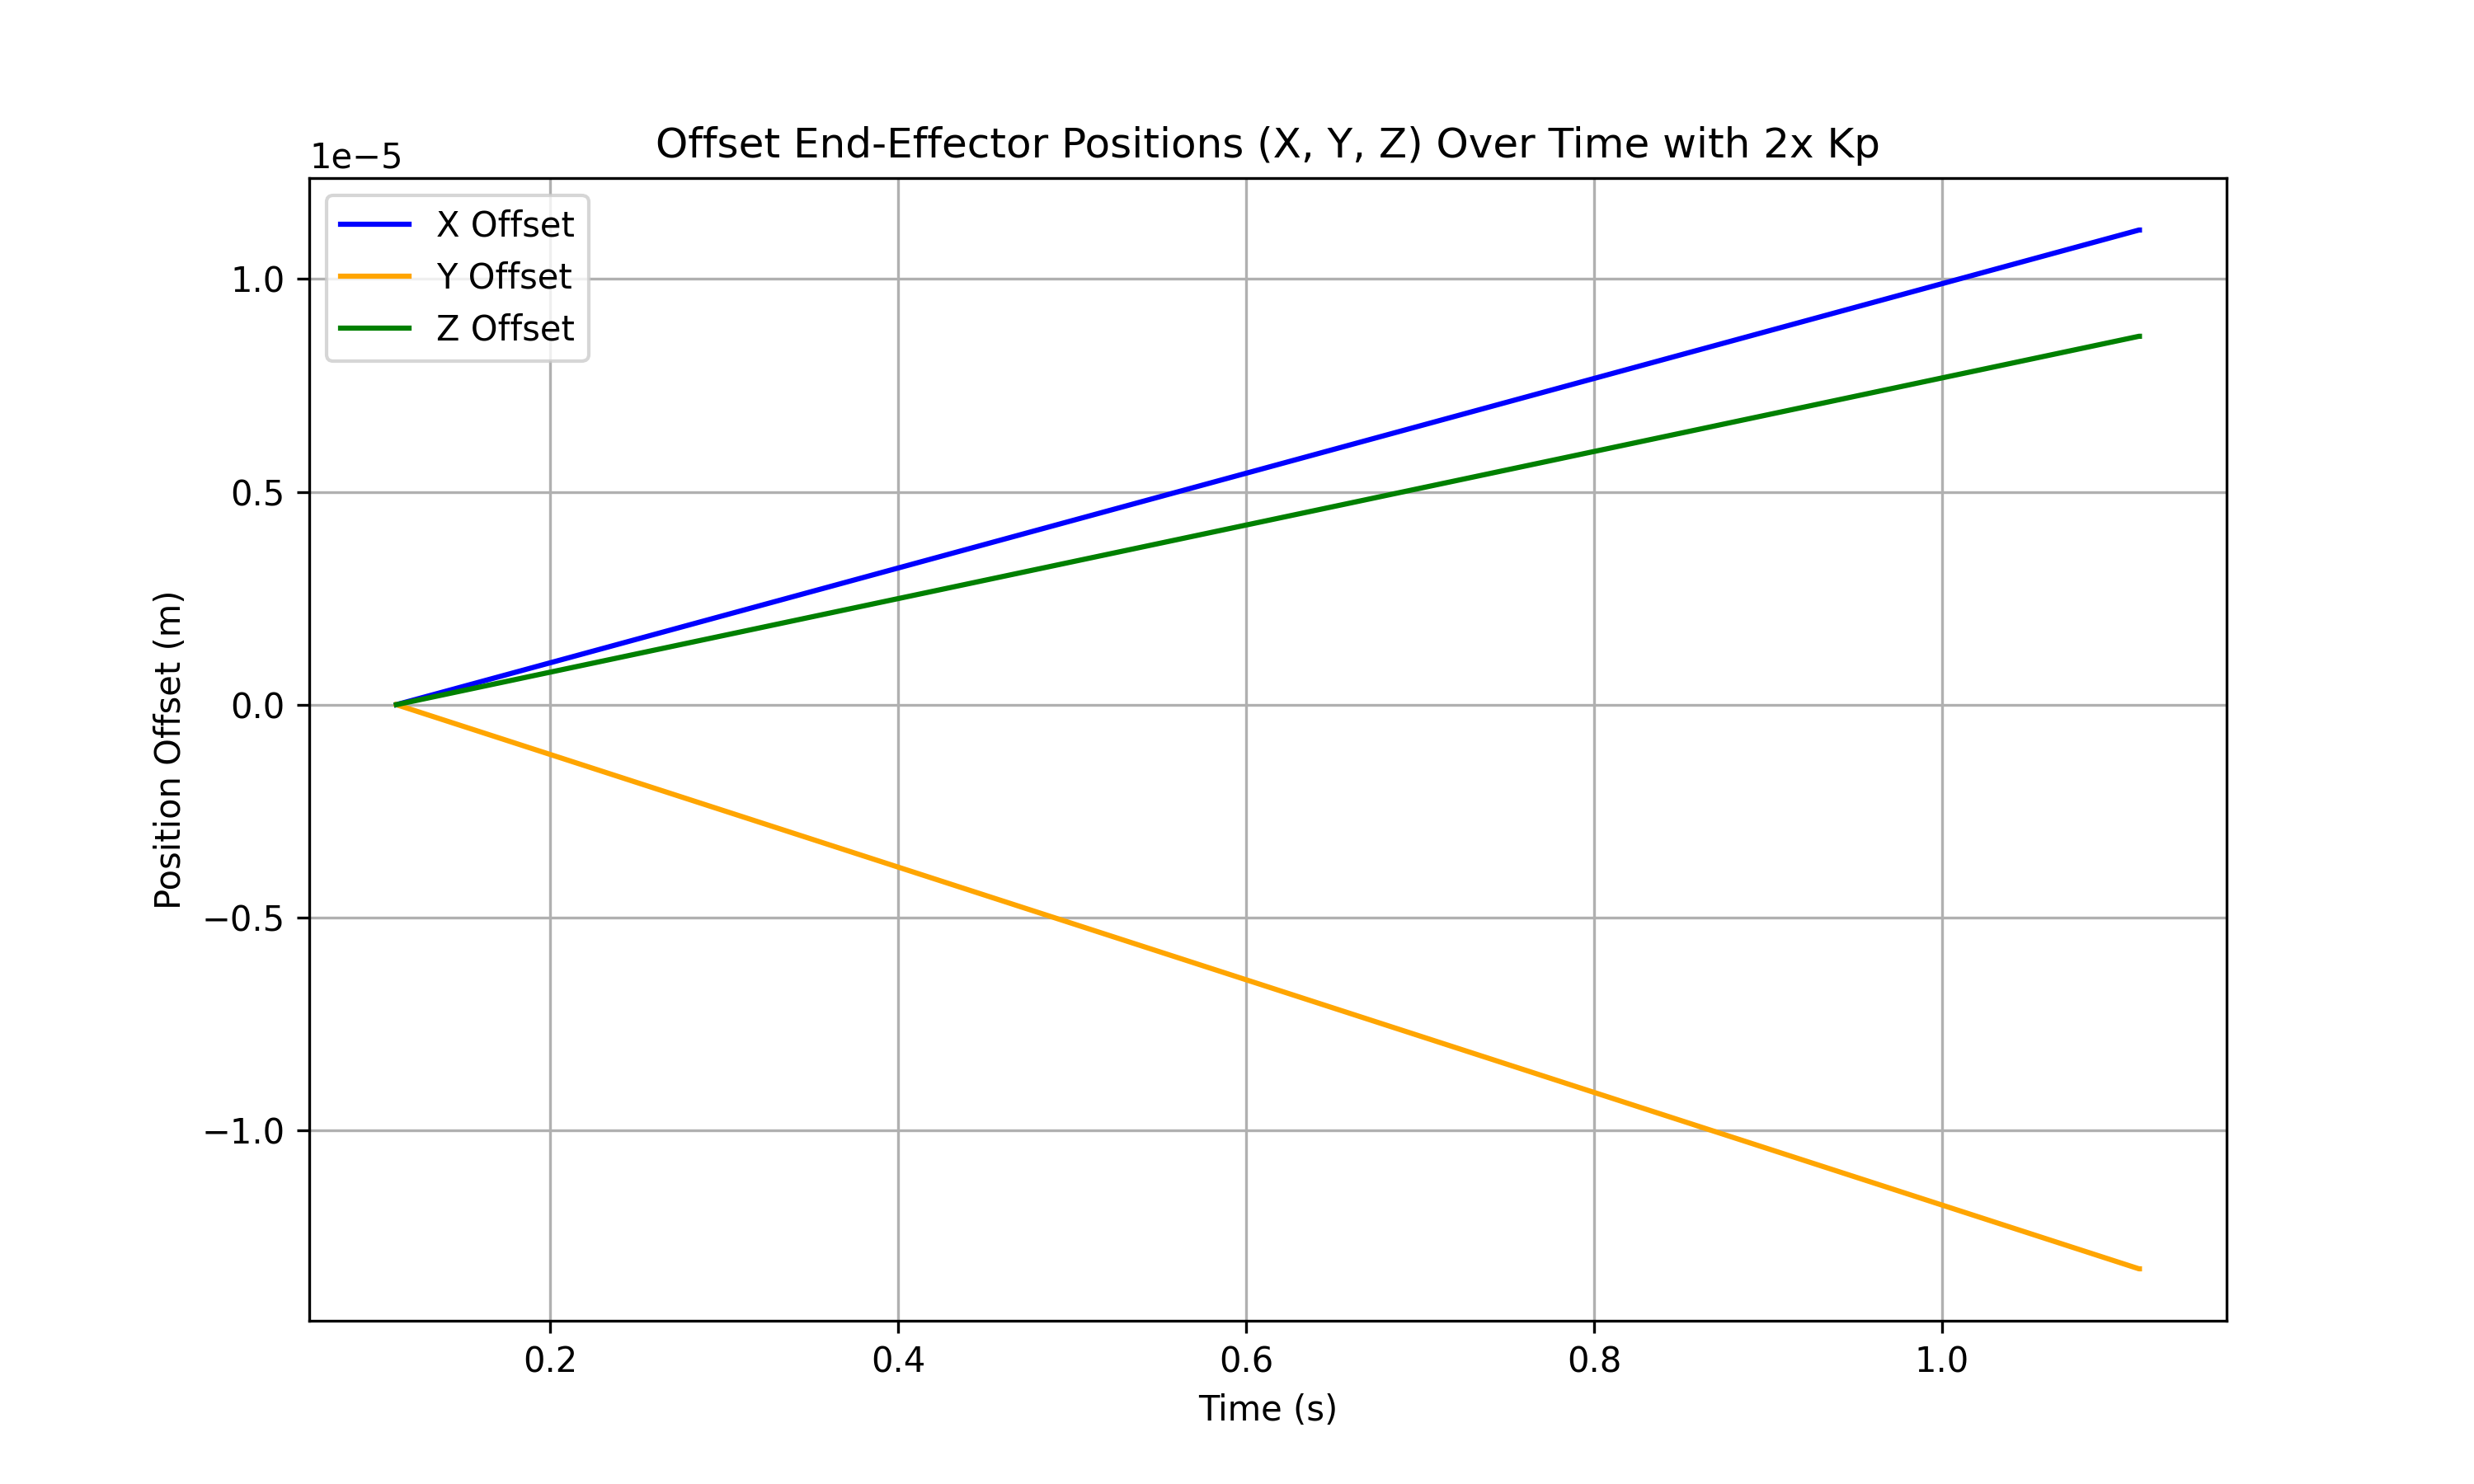 Offset End-Effector Positions (X, Y, Z) Over Time with 2x Kp
1e−5
X Offset
Y Offset
Z Offset
1.0
0.5
0.0
−0.5
−1.0
Position Offset (m)
0.2 0.4 0.6 0.8 1.0
Time (s)